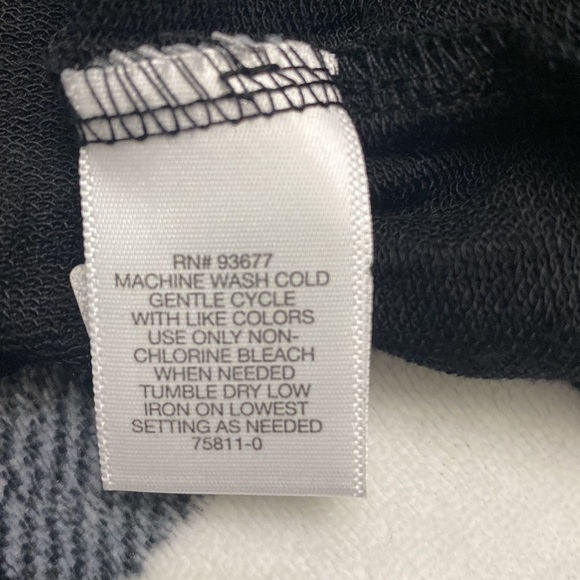 RN# 93677
MACHINE WASH COLD
GENTLE CYCLE
WITH LIKE COLORS
USE ONLY NON-
CHLORINE BLEACH
WHEN NEEDED
TUMBLE DRY LOW
IRON ON LOWEST
SETTING AS NEEDED
75811-0